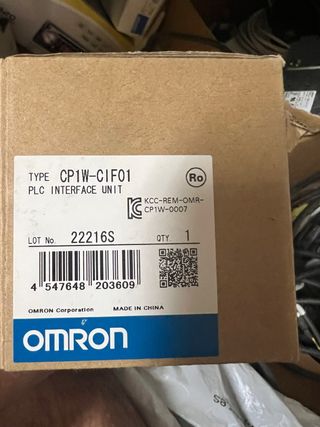 TYPE CP1W-CIF01
PLC INTERFACE UNIT
Ro
KCC-REM-OMR-
CP1W-0007
LOT No. 22216S QTY. 1
4 547648 203609
OMRON Corporation MADE IN CHINA
OMRON